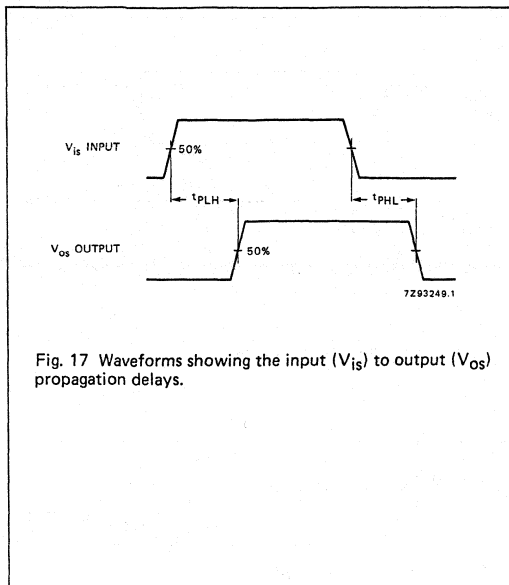 V_is INPUT
50%
t_PLH
t_PHL
V_os OUTPUT
50%
7Z93249.1
Fig. 17 Waveforms showing the input (V_is) to output (V_os)
propagation delays.